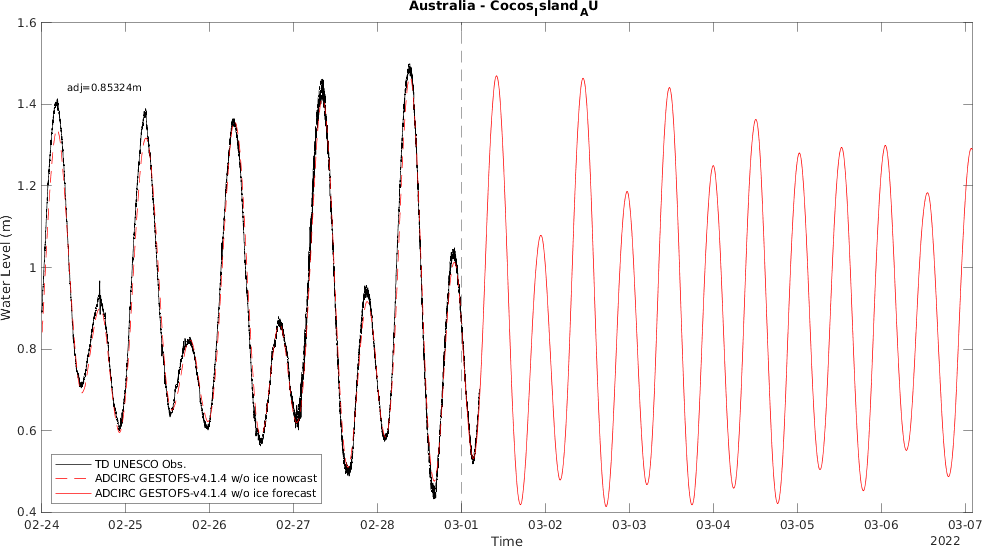 Australia - Cocos_Island_AU
1.6
adj=0.85324m
1.4
1.2
Water Level (m)
1
0.8
0.6
TD UNESCO Obs.
ADCIRC GESTOFS-v4.1.4 w/o ice nowcast
ADCIRC GESTOFS-v4.1.4 w/o ice forecast
0.4
02-24 02-25 02-26 02-27 02-28 03-01 03-02 03-03 03-04 03-05 03-06 03-07
Time
2022